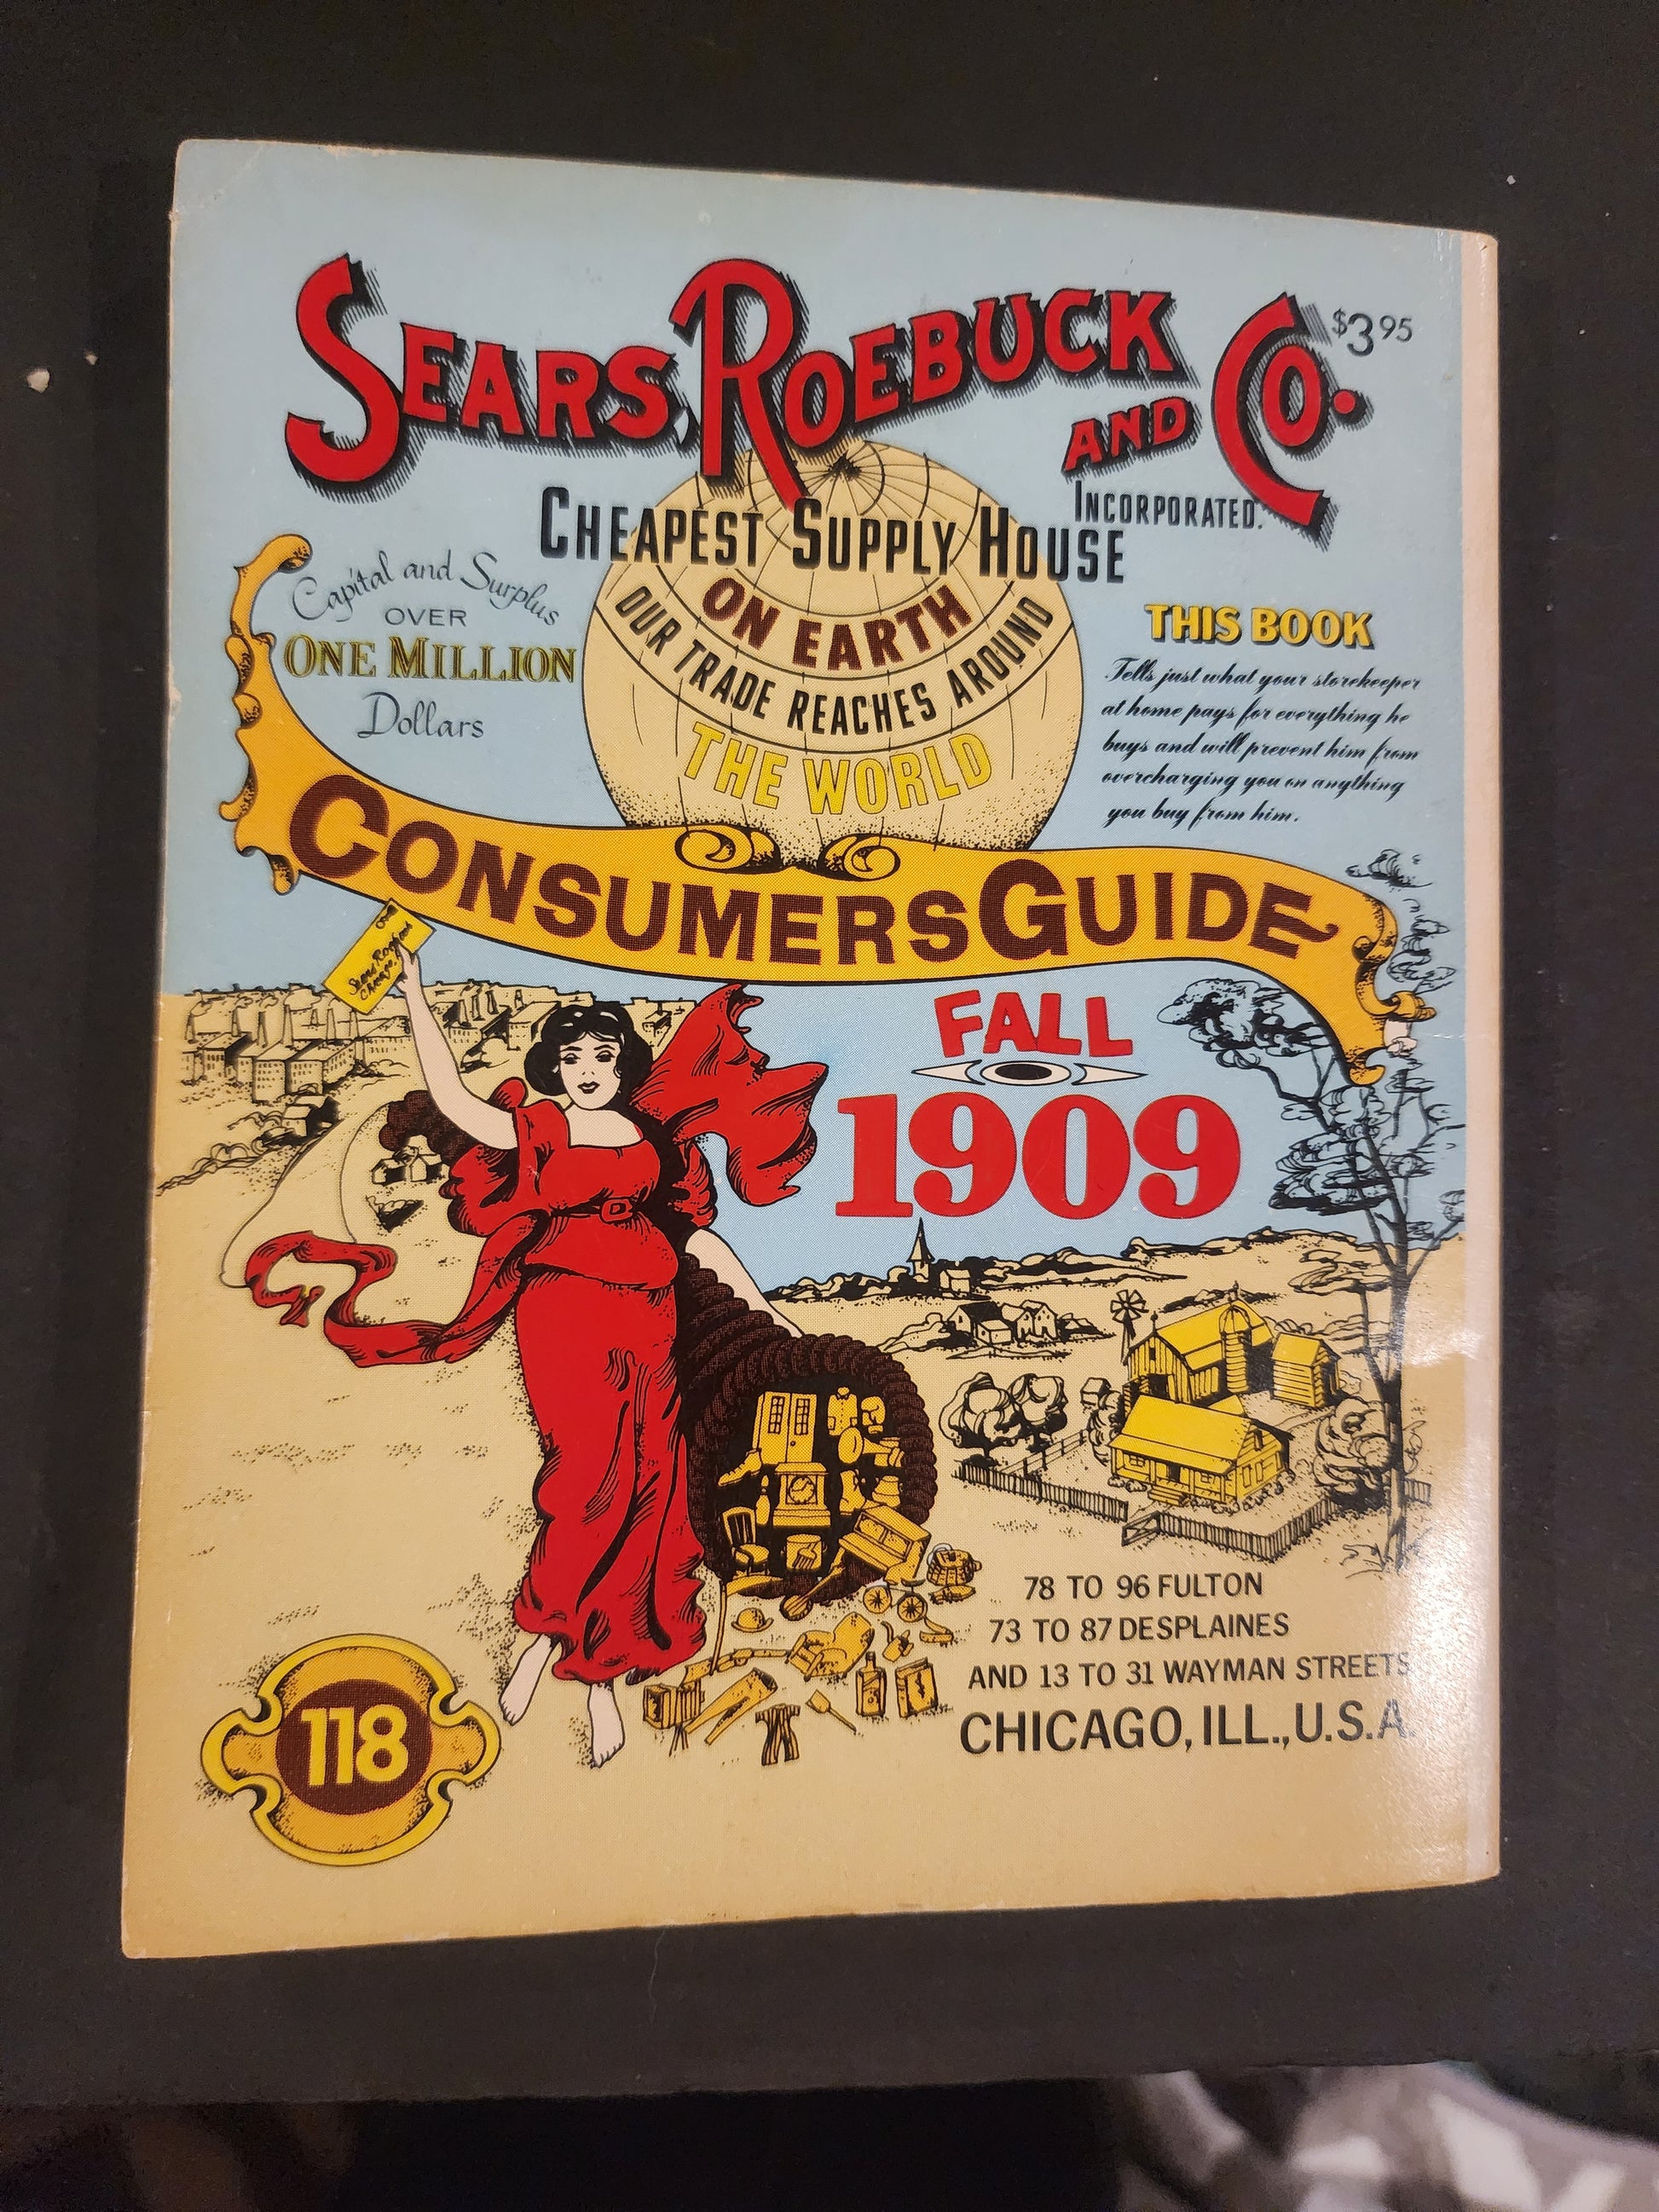 SEARS, ROEBUCK AND CO.
$3.95
INCORPORATED.
CHEAPEST SUPPLY HOUSE
ON EARTH
OUR TRADE REACHES AROUND
THE WORLD
Capital and Surplus
OVER
ONE MILLION
Dollars
THIS BOOK
Tells just what your storekeeper
at home pays for everything he
buys and will prevent him from
overcharging you on anything
you buy from him.
CONSUMERS GUIDE
Sears Roebuck
Chicago
FALL
1909
78 TO 96 FULTON
73 TO 87 DESPLAINES
AND 13 TO 31 WAYMAN STREETS
CHICAGO, ILL., U.S.A.
118